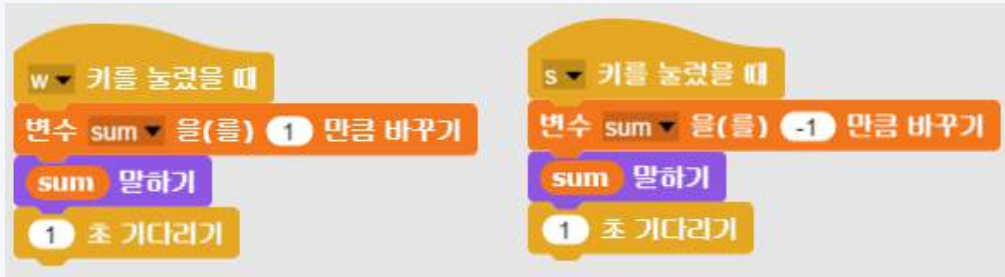 w 키를 눌렀을 때
변수 sum 을(를) 1 만큼 바꾸기
sum 말하기
1 초 기다리기
s 키를 눌렀을 때
변수 sum 을(를) -1 만큼 바꾸기
sum 말하기
1 초 기다리기